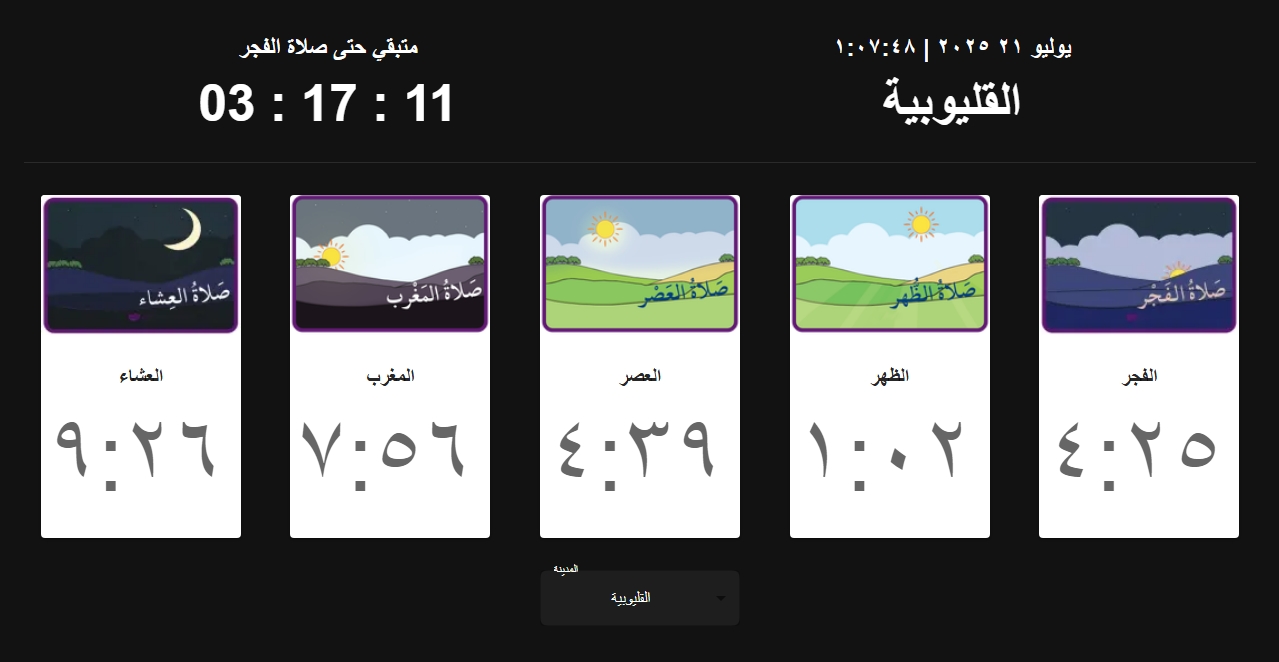 يوليو ٢١ ٢٠٢٥ | ١:٠٧:٤٨
القليوبية
متبقي حتى صلاة الفجر
03 : 17 : 11
صَلاةُ الفَجْر
الفجر
٤:٢٥
صَلاةُ الظُهر
الظهر
١:٠٢
صَلاةُ العَصْر
العصر
٤:٣٩
صَلاةُ المَغْرب
المغرب
٧:٥٦
صَلاةُ العِشاء
العشاء
٩:٢٦
المدينة
القليوبية